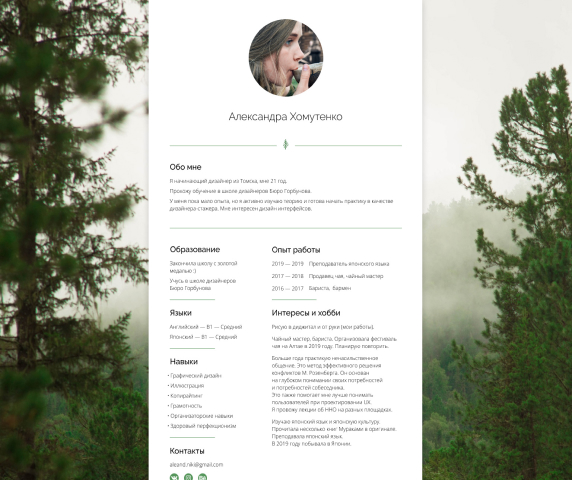 Александра Хомутенко
Обо мне
Я начинающий дизайнер из Томска, мне 21 год.
Прохожу обучение в школе дизайнеров Бюро Горбунова.
У меня пока мало опыта, но я активно изучаю теорию и готова начать практику в качестве
дизайнера-стажера. Мне интересен дизайн интерфейсов.
Образование
Закончила школу с золотой
медалью :)
Учусь в школе дизайнеров
Бюро Горбунова
Языки
Английский — B1 — Средний
Японский — B1 — Средний
Навыки
• Графический дизайн
• Иллюстрация
• Копирайтинг
• Грамотность
• Организаторские навыки
• Здоровый перфекционизм
Контакты
alexand.niki@gmail.com
Опыт работы
2019 — 2019 Преподаватель японского языка
2017 — 2018 Продавец чая, чайный мастер
2016 — 2017 Бариста, бармен
Интересы и хобби
Рисую в диджитал и от руки (мои работы).
Чайный мастер, бариста. Организовала фестиваль
чая на Алтае в 2019 году. Планирую повторить.
Больше года практикую ненасильственное
общение. Это метод эффективного решения
конфликтов М. Розенберга. Он основан
на глубоком понимании своих потребностей
и потребностей собеседника.
Это также помогает мне лучше понимать
пользователей при проектировании UX.
Я провожу лекции об ННО на разных площадках.
Изучаю японский язык и японскую культуру.
Прочитала несколько книг Мураками в оригинале.
Преподавала японский язык.
В 2019 году побывала в Японии.